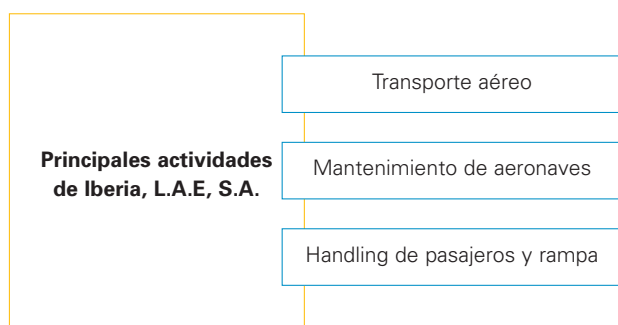 Transporte aéreo
Principales actividades
de Iberia, L.A.E, S.A.
Mantenimiento de aeronaves
Handling de pasajeros y rampa